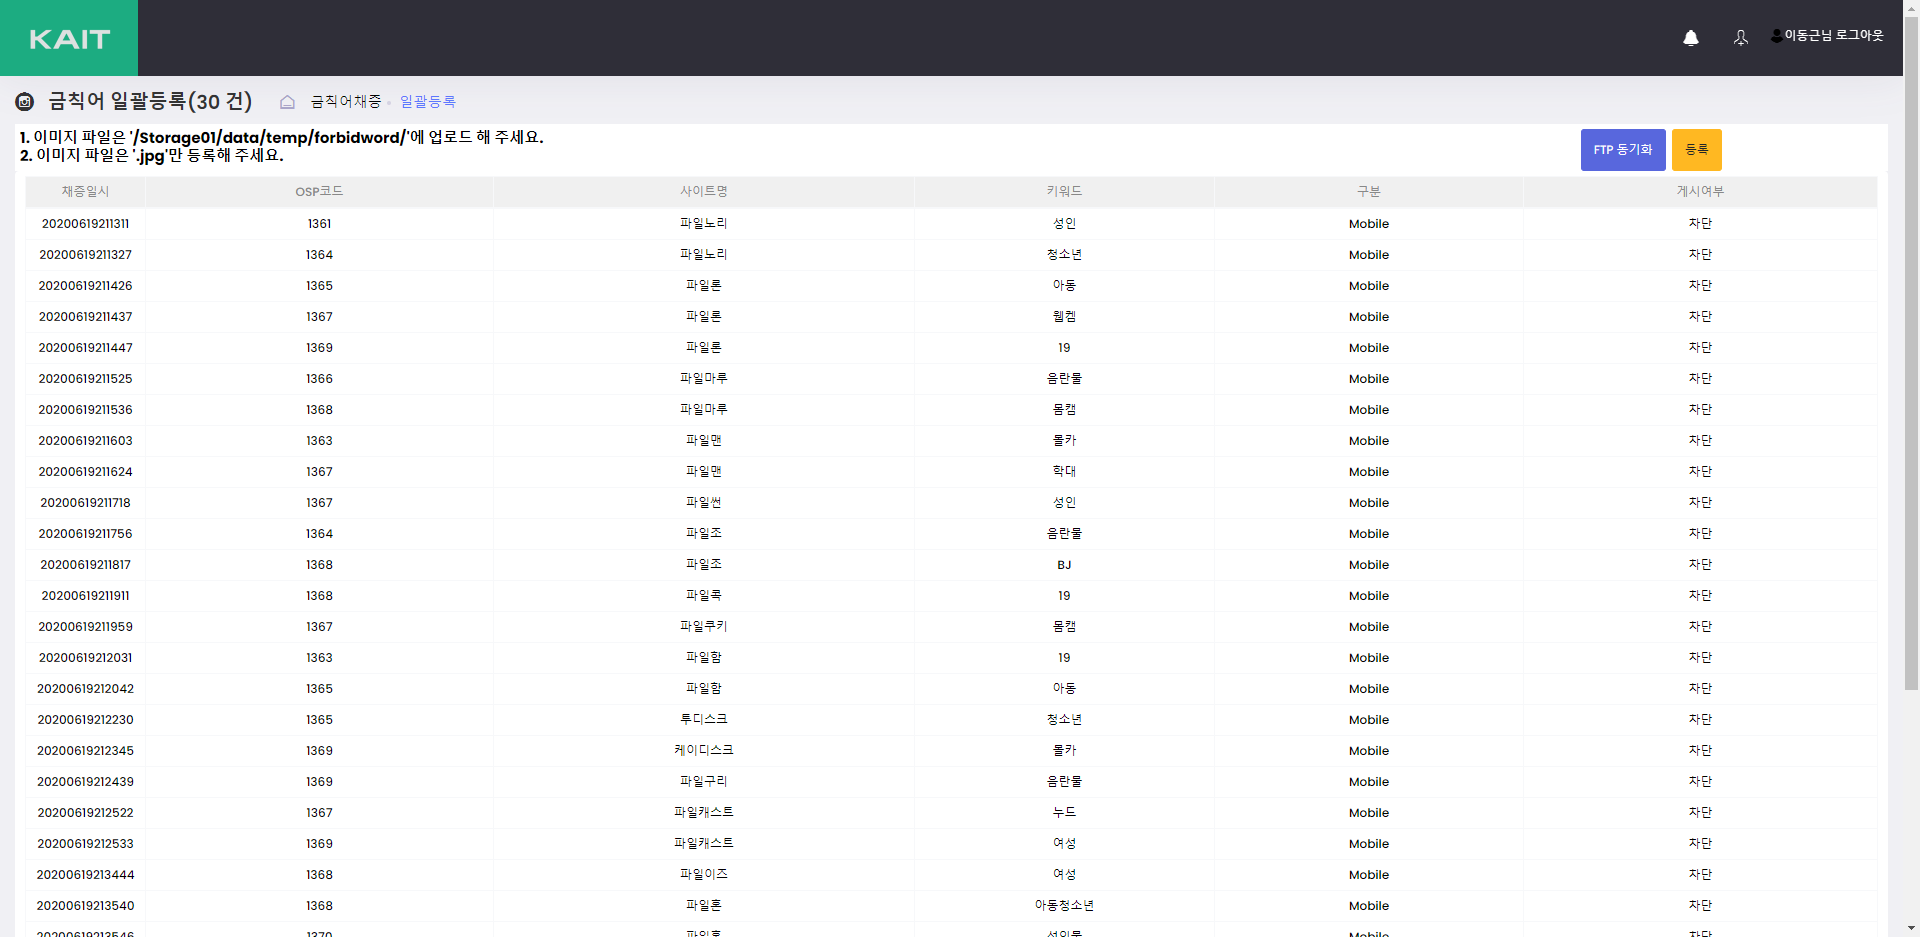 KAIT
이동근님 로그아웃
금칙어 일괄등록(30 건) 금칙어채증 일괄등록
1. 이미지 파일은 '/Storage01/data/temp/forbidword/'에 업로드 해 주세요.
2. 이미지 파일은 '.jpg'만 등록해 주세요.
FTP 동기화 등록
채증일시 OSP코드 사이트명 키워드 구분 게시여부
20200619211311 1361 파일노리 성인 Mobile 차단
20200619211327 1364 파일노리 청소년 Mobile 차단
20200619211426 1365 파일론 아동 Mobile 차단
20200619211437 1367 파일론 웹켐 Mobile 차단
20200619211447 1369 파일론 19 Mobile 차단
20200619211525 1366 파일마루 음란물 Mobile 차단
20200619211536 1368 파일마루 몸캠 Mobile 차단
20200619211603 1363 파일맨 몰카 Mobile 차단
20200619211624 1367 파일맨 학대 Mobile 차단
20200619211718 1367 파일썬 성인 Mobile 차단
20200619211756 1364 파일조 음란물 Mobile 차단
20200619211817 1368 파일조 BJ Mobile 차단
20200619211911 1368 파일콕 19 Mobile 차단
20200619211959 1367 파일쿠키 몸캠 Mobile 차단
20200619212031 1363 파일함 19 Mobile 차단
20200619212042 1365 파일함 아동 Mobile 차단
20200619212230 1365 투디스크 청소년 Mobile 차단
20200619212345 1369 케이디스크 몰카 Mobile 차단
20200619212439 1369 파일구리 음란물 Mobile 차단
20200619212522 1367 파일캐스트 누드 Mobile 차단
20200619212533 1369 파일캐스트 여성 Mobile 차단
20200619213444 1368 파일이즈 여성 Mobile 차단
20200619213540 1368 파일혼 아동청소년 Mobile 차단
20200619213546 1370 성인물 Mobile 차단